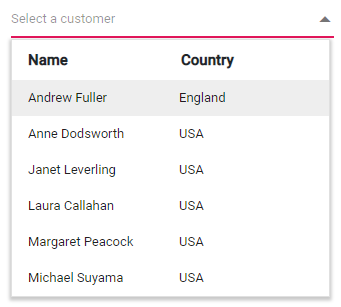 Select a customer
Name Country
Andrew Fuller England
Anne Dodsworth USA
Janet Leverling USA
Laura Callahan USA
Margaret Peacock USA
Michael Suyama USA